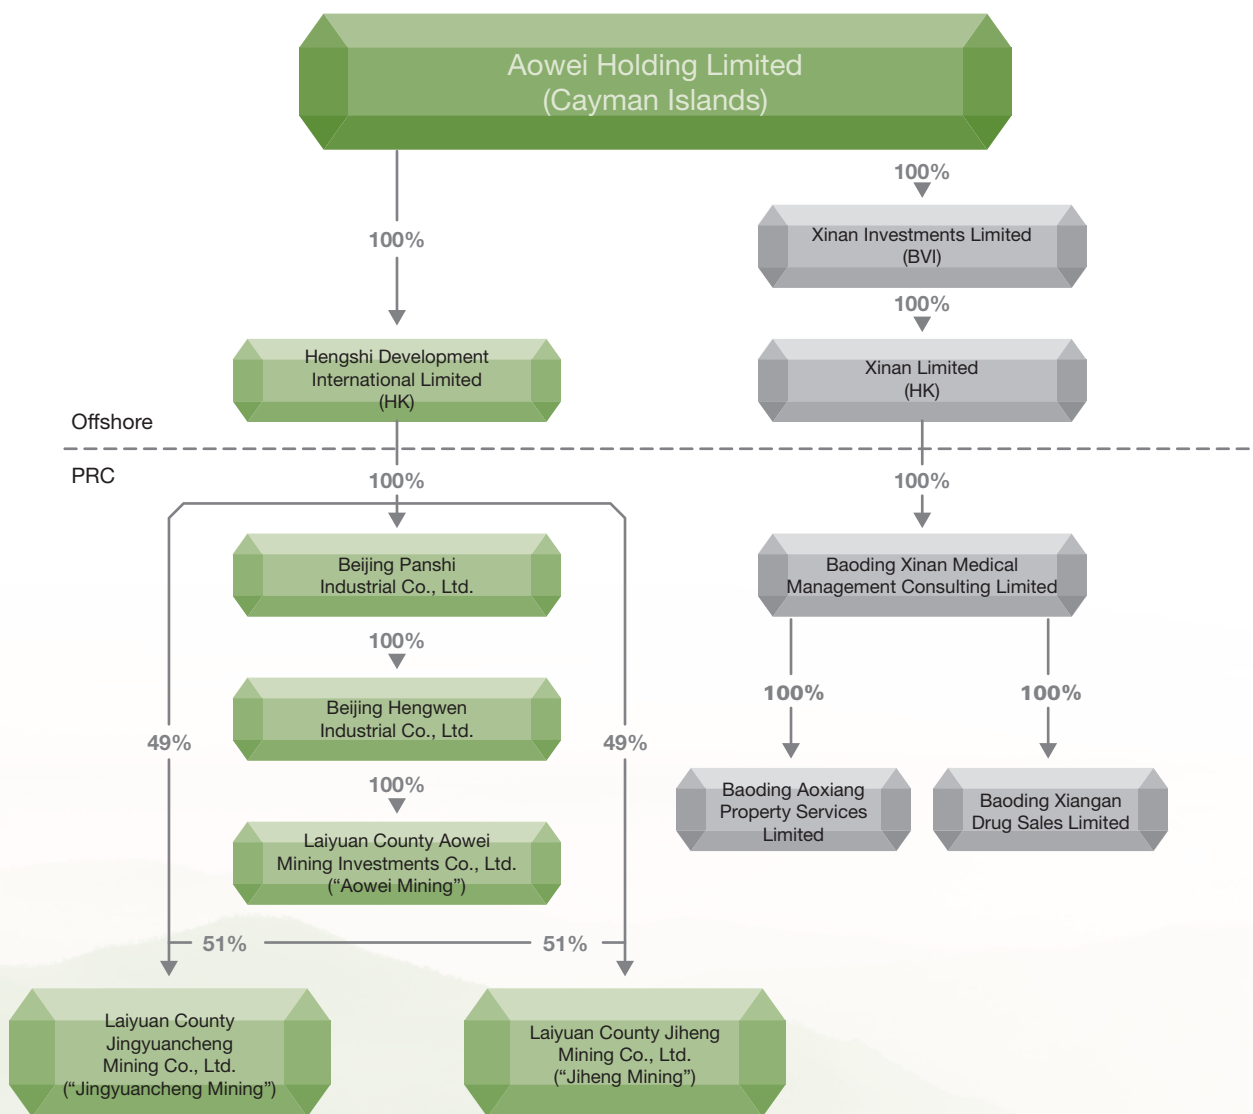 Aowei Holding Limited
(Cayman Islands)
100%
100%
Xinan Investments Limited
(BVI)
100%
Hengshi Development
International Limited
(HK)
Xinan Limited
(HK)
Offshore
PRC
100%
100%
Beijing Panshi
Industrial Co., Ltd.
Baoding Xinan Medical
Management Consulting Limited
100%
Beijing Hengwen
Industrial Co., Ltd.
100%
100%
49%
49%
100%
Baoding Aoxiang
Property Services
Limited
Baoding Xiangan
Drug Sales Limited
Laiyuan County Aowei
Mining Investments Co., Ltd.
(“Aowei Mining”)
51%
51%
Laiyuan County
Jingyuancheng
Mining Co., Ltd.
(“Jingyuancheng Mining”)
Laiyuan County Jiheng
Mining Co., Ltd.
(“Jiheng Mining”)